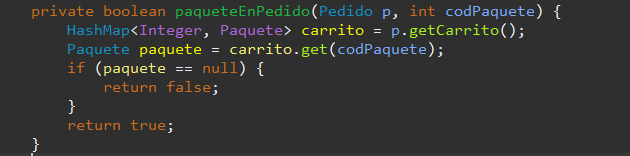 private boolean paqueteEnPedido(Pedido p, int codPaquete) {
    HashMap<Integer, Paquete> carrito = p.getCarrito();
    Paquete paquete = carrito.get(codPaquete);
    if (paquete == null) {
        return false;
    }
    return true;
}